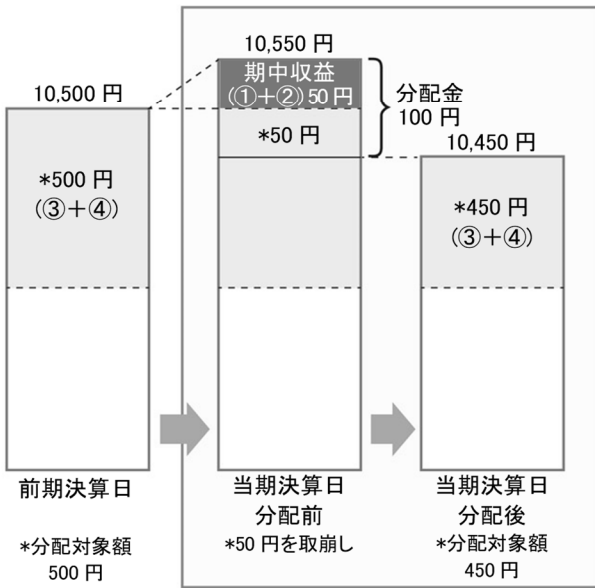 10,500 円
*500 円
(③+④)
前期決算日
*分配対象額
500 円
10,550 円
期中収益
(①+②) 50 円
*50 円
分配金
100 円
当期決算日
分配前
*50 円を取崩し
10,450 円
*450 円
(③+④)
当期決算日
分配後
*分配対象額
450 円